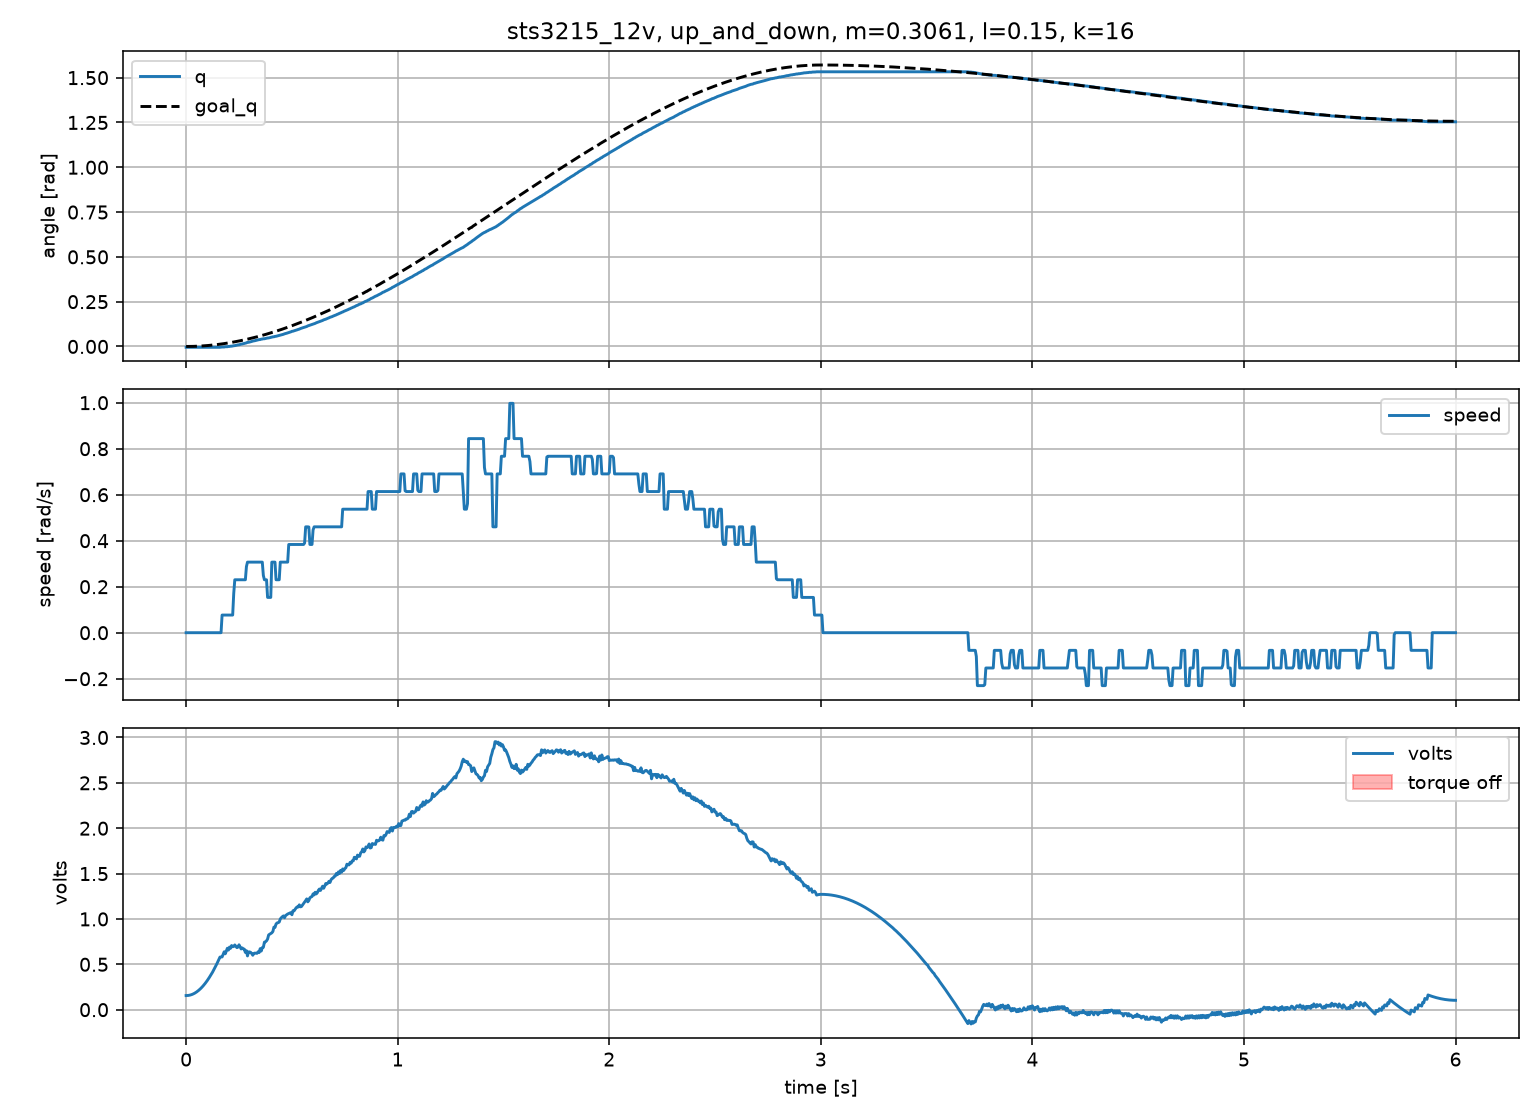 sts3215_12v, up_and_down, m=0.3061, l=0.15, k=16
q
goal_q
angle [rad]
1.50
1.25
1.00
0.75
0.50
0.25
0.00
speed
speed [rad/s]
1.0
0.8
0.6
0.4
0.2
0.0
−0.2
volts
torque off
volts
3.0
2.5
2.0
1.5
1.0
0.5
0.0
0 1 2 3 4 5 6
time [s]